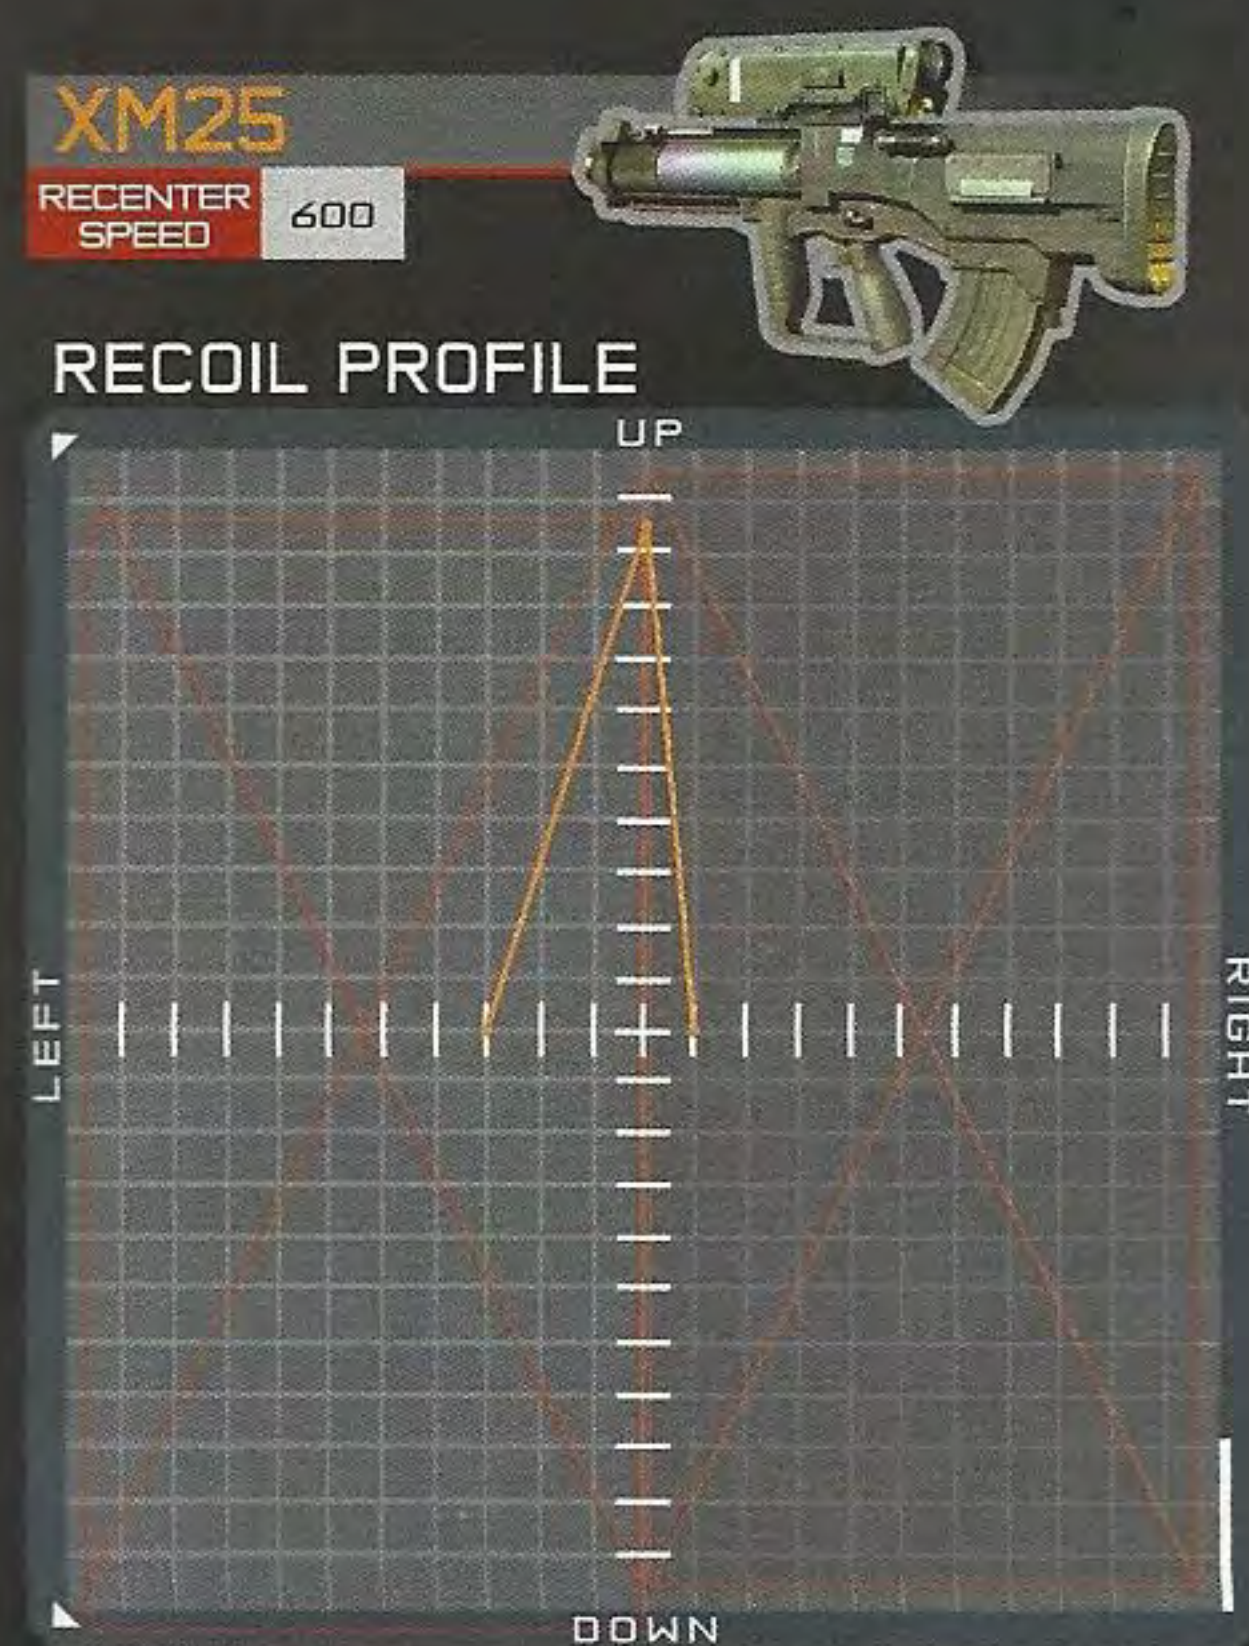 XM25
RECENTER
SPEED
600
RECOIL PROFILE
UP
LEFT
RIGHT
DOWN